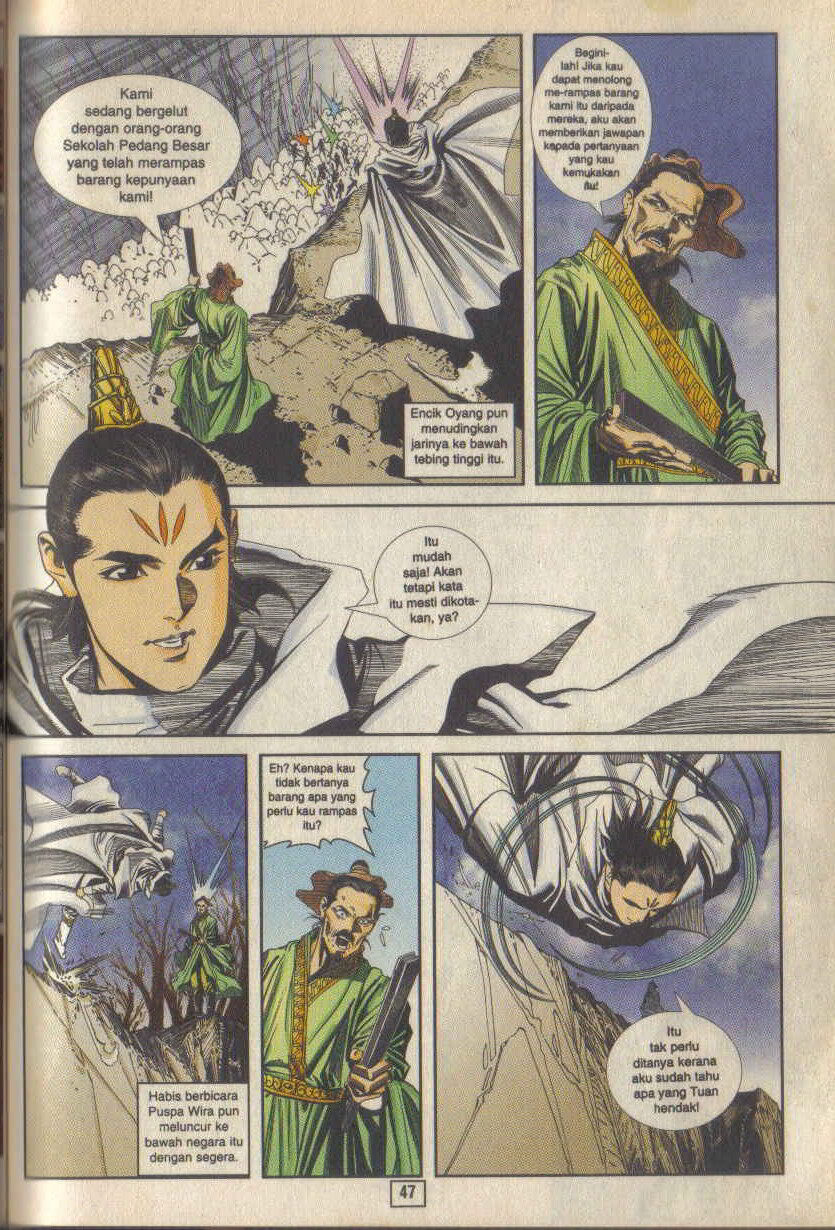 Kami
sedang bergelut
dengan orang-orang
Sekolah Pedang Besar
yang telah merampas
barang kepunyaan
kami!
Encik Oyang pun
menudingkan
jarinya ke bawah
tebing tinggi itu.
Begini-
lah! Jika kau
dapat menolong
me-rampas barang
kami itu daripada
mereka, aku akan
memberikan jawapan
kepada pertanyaan
yang kau
kemukakan
itu!
Itu
mudah
saja! Akan
tetapi kata
itu mesti dikota-
kan, ya?
Habis berbicara
Puspa Wira pun
meluncur ke
bawah negara itu
dengan segera.
Eh? Kenapa kau
tidak bertanya
barang apa yang
perlu kau rampas
itu?
Itu
tak perlu
ditanya kerana
aku sudah tahu
apa yang Tuan
hendak!
47